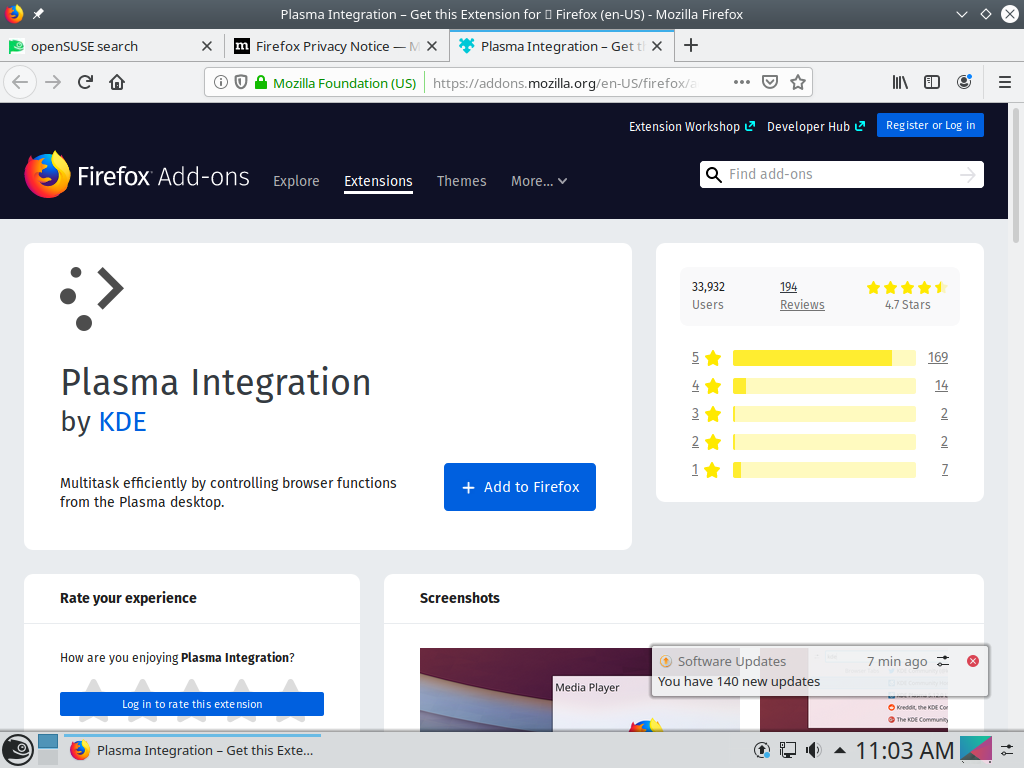 Plasma Integration – Get this Extension for Firefox (en-US) - Mozilla Firefox
openSUSE search
Firefox Privacy Notice — M
Plasma Integration – Get t
Mozilla Foundation (US)
https://addons.mozilla.org/en-US/firefox/a
Extension Workshop
Developer Hub
Register or Log in
Firefox Add-ons
Explore
Extensions
Themes
More...
Find add-ons
Plasma Integration
by KDE
Multitask efficiently by controlling browser functions
from the Plasma desktop.
+ Add to Firefox
33,932
Users
194
Reviews
4.7 Stars
5 169
4 14
3 2
2 2
1 7
Rate your experience
How are you enjoying Plasma Integration?
Log in to rate this extension
Screenshots
Media Player
Software Updates
7 min ago
You have 140 new updates
Kreddit, the KDE Cor
The KDE Community
Plasma Integration – Get this Exte...
11:03 AM